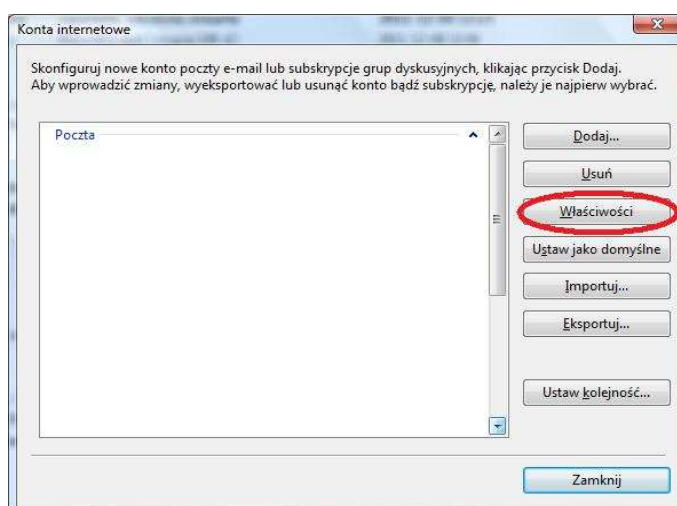 Konta internetowe
Skonfiguruj nowe konto poczty e-mail lub subskrypcje grup dyskusyjnych, klikając przycisk Dodaj.
Aby wprowadzić zmiany, wyeksportować lub usunąć konto bądź subskrypcję, należy je najpierw wybrać.
Poczta
Dodaj...
Usuń
Właściwości
Ustaw jako domyślne
Importuj...
Eksportuj...
Ustaw kolejność...
Zamknij